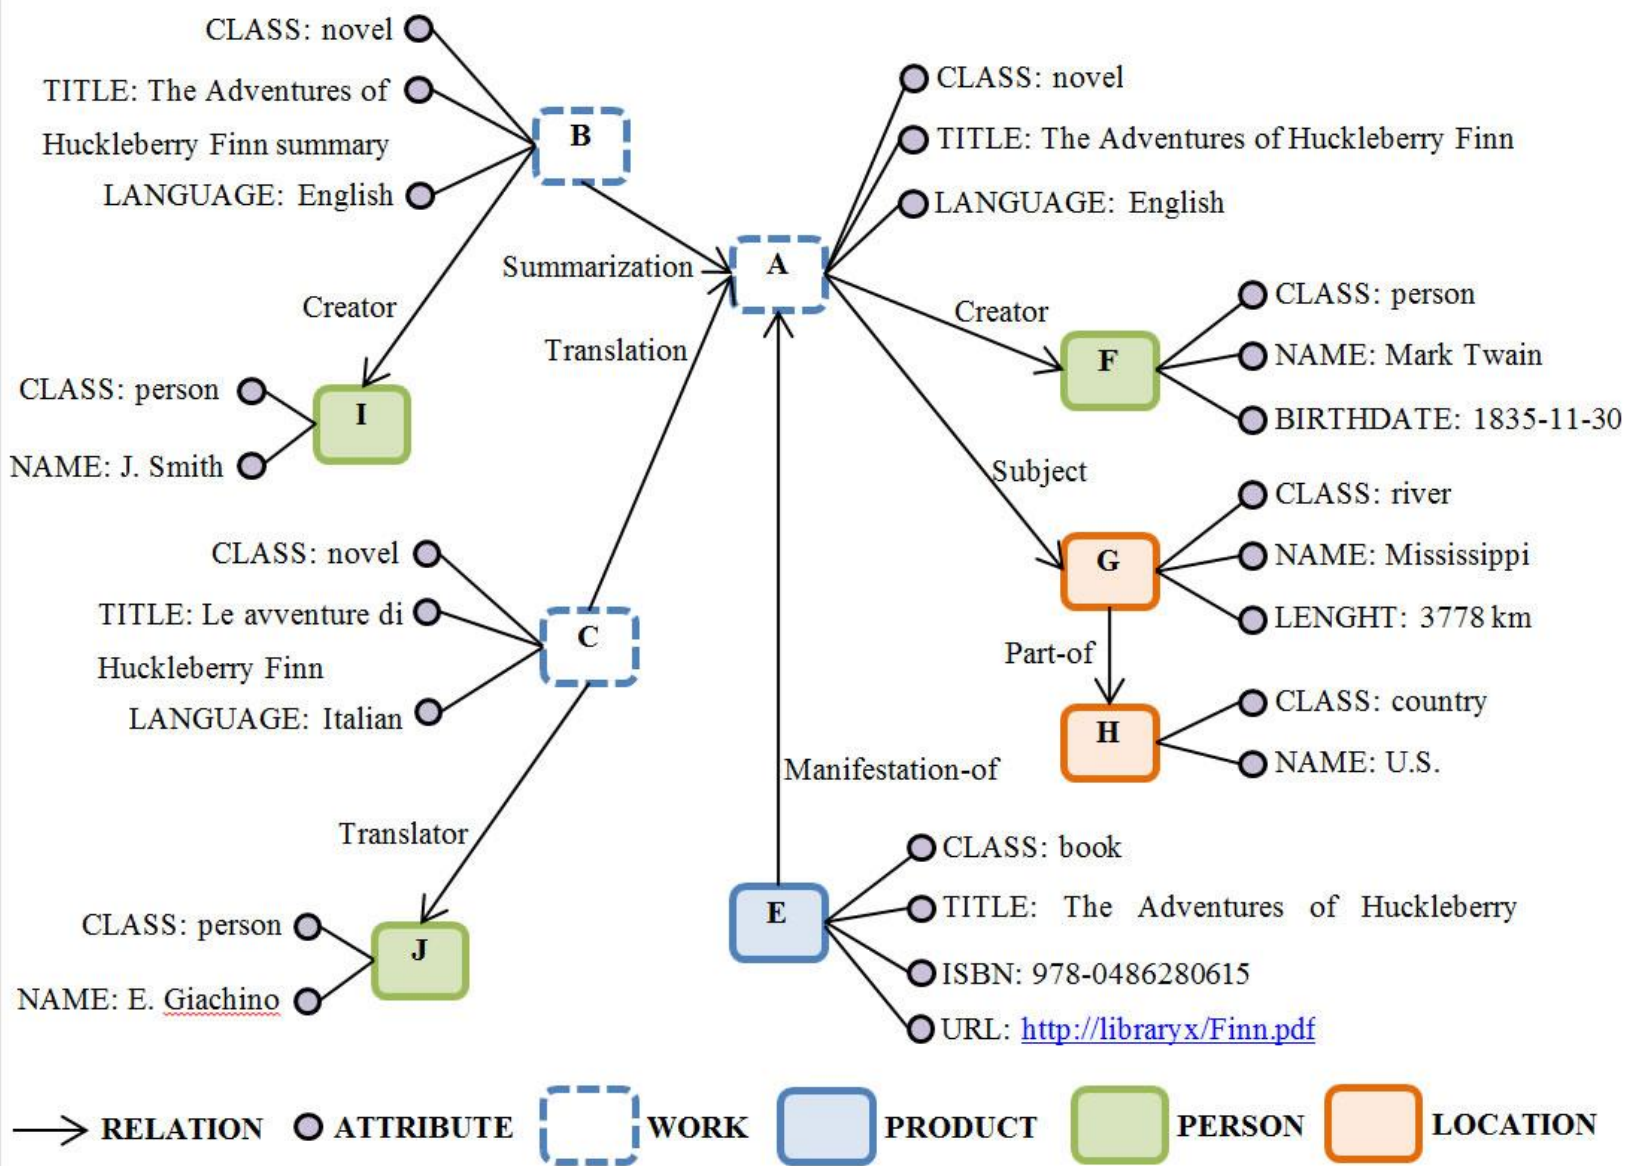 CLASS: novel
TITLE: The Adventures of
Huckleberry Finn summary
LANGUAGE: English
B
CLASS: novel
TITLE: The Adventures of Huckleberry Finn
LANGUAGE: English
A
Summarization
Creator
Translation
Creator
CLASS: person
NAME: Mark Twain
BIRTHDATE: 1835-11-30
F
CLASS: person
NAME: J. Smith
I
Subject
CLASS: river
NAME: Mississippi
LENGHT: 3778 km
G
Part-of
CLASS: country
NAME: U.S.
H
CLASS: novel
TITLE: Le avventure di
Huckleberry Finn
LANGUAGE: Italian
C
Manifestation-of
Translator
CLASS: person
NAME: E. Giachino
J
E
CLASS: book
TITLE: The Adventures of Huckleberry
ISBN: 978-0486280615
URL: http://libraryx/Finn.pdf
RELATION ATTRIBUTE WORK PRODUCT PERSON LOCATION